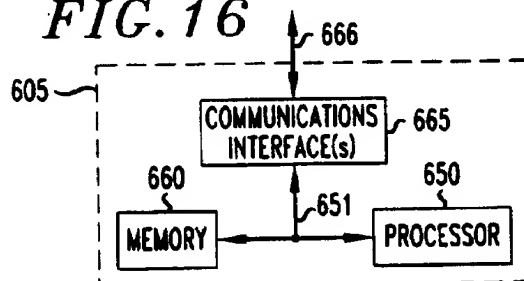 FIG. 16
666
605
COMMUNICATIONS
INTERFACE(s)
665
660
650
651
MEMORY
PROCESSOR